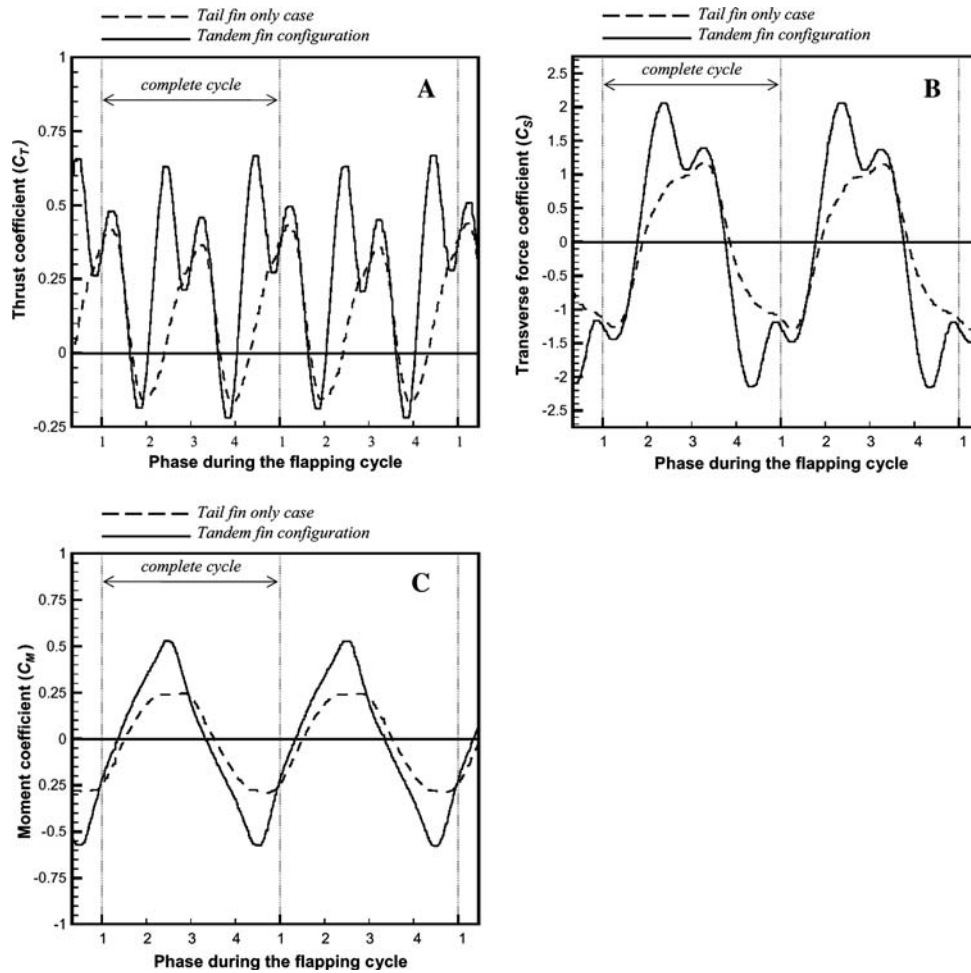 Tail fin only case
Tandem fin configuration
complete cycle
A
1
0.75
0.5
0.25
0
-0.25
Thrust coefficient (C_T)
1 2 3 4 1 2 3 4 1
Phase during the flapping cycle
Tail fin only case
Tandem fin configuration
complete cycle
B
2.5
2
1.5
1
0.5
0
-0.5
-1
-1.5
-2
-2.5
Transverse force coefficient (C_S)
1 2 3 4 1 2 3 4 1
Phase during the flapping cycle
Tail fin only case
Tandem fin configuration
complete cycle
C
1
0.75
0.5
0.25
0
0.25
-0.5
-0.75
-1
Moment coefficient (C_M)
1 2 3 4 1 2 3 4 1
Phase during the flapping cycle